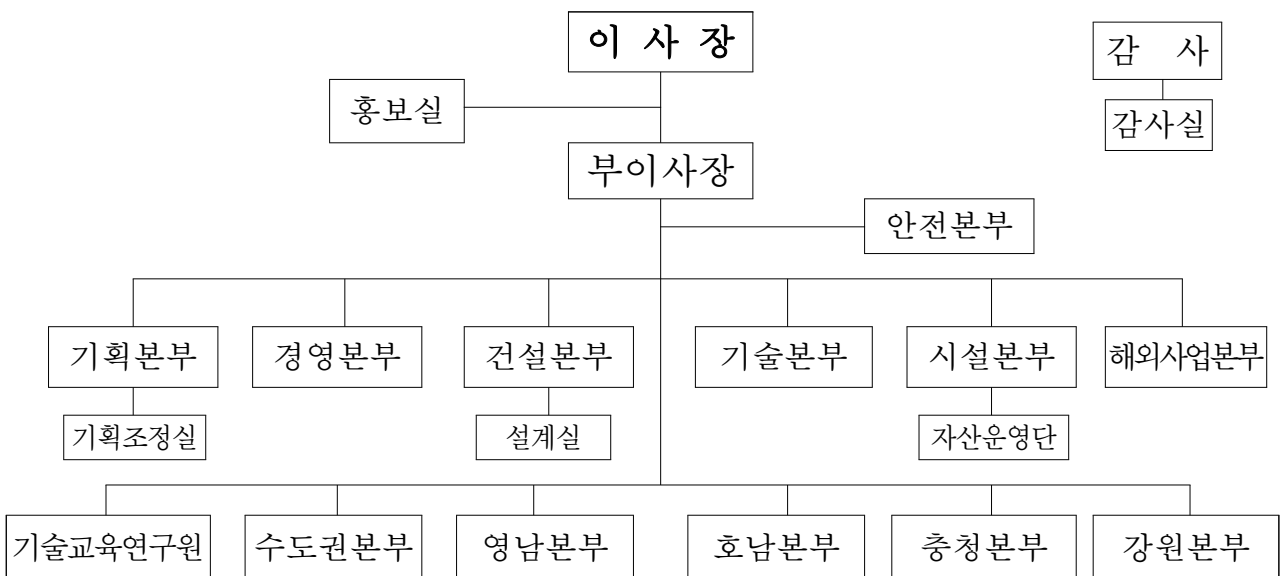 이 사 장
감 사
홍보실
감사실
부이사장
안전본부
기획본부 경영본부 건설본부 기술본부 시설본부 해외사업본부
기획조정실 설계실 자산운영단
기술교육연구원 수도권본부 영남본부 호남본부 충청본부 강원본부